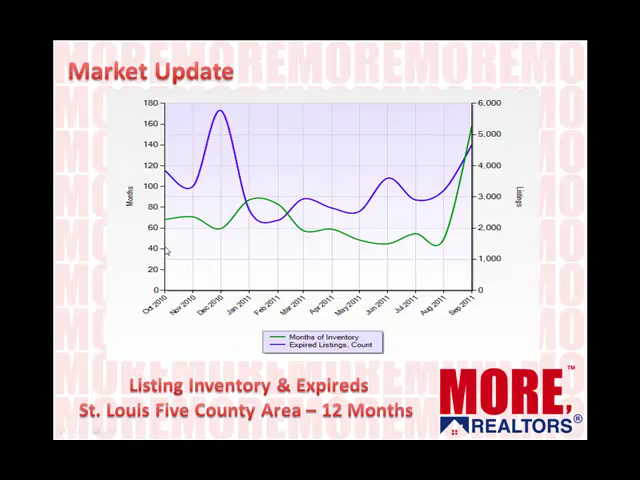 Market Update
180
160
140
120
100
80
60
40
20
0
Months
6,000
5,000
4,000
3,000
2,000
1,000
0
Listings
Oct 2010
Nov 2010
Dec 2010
Jan 2011
Feb 2011
Mar 2011
Apr 2011
May 2011
Jun 2011
Jul 2011
Aug 2011
Sep 2011
Months of Inventory
Expired Listings, Count
Listing Inventory & Expireds
St. Louis Five County Area – 12 Months
MORE, ™
REALTORS®